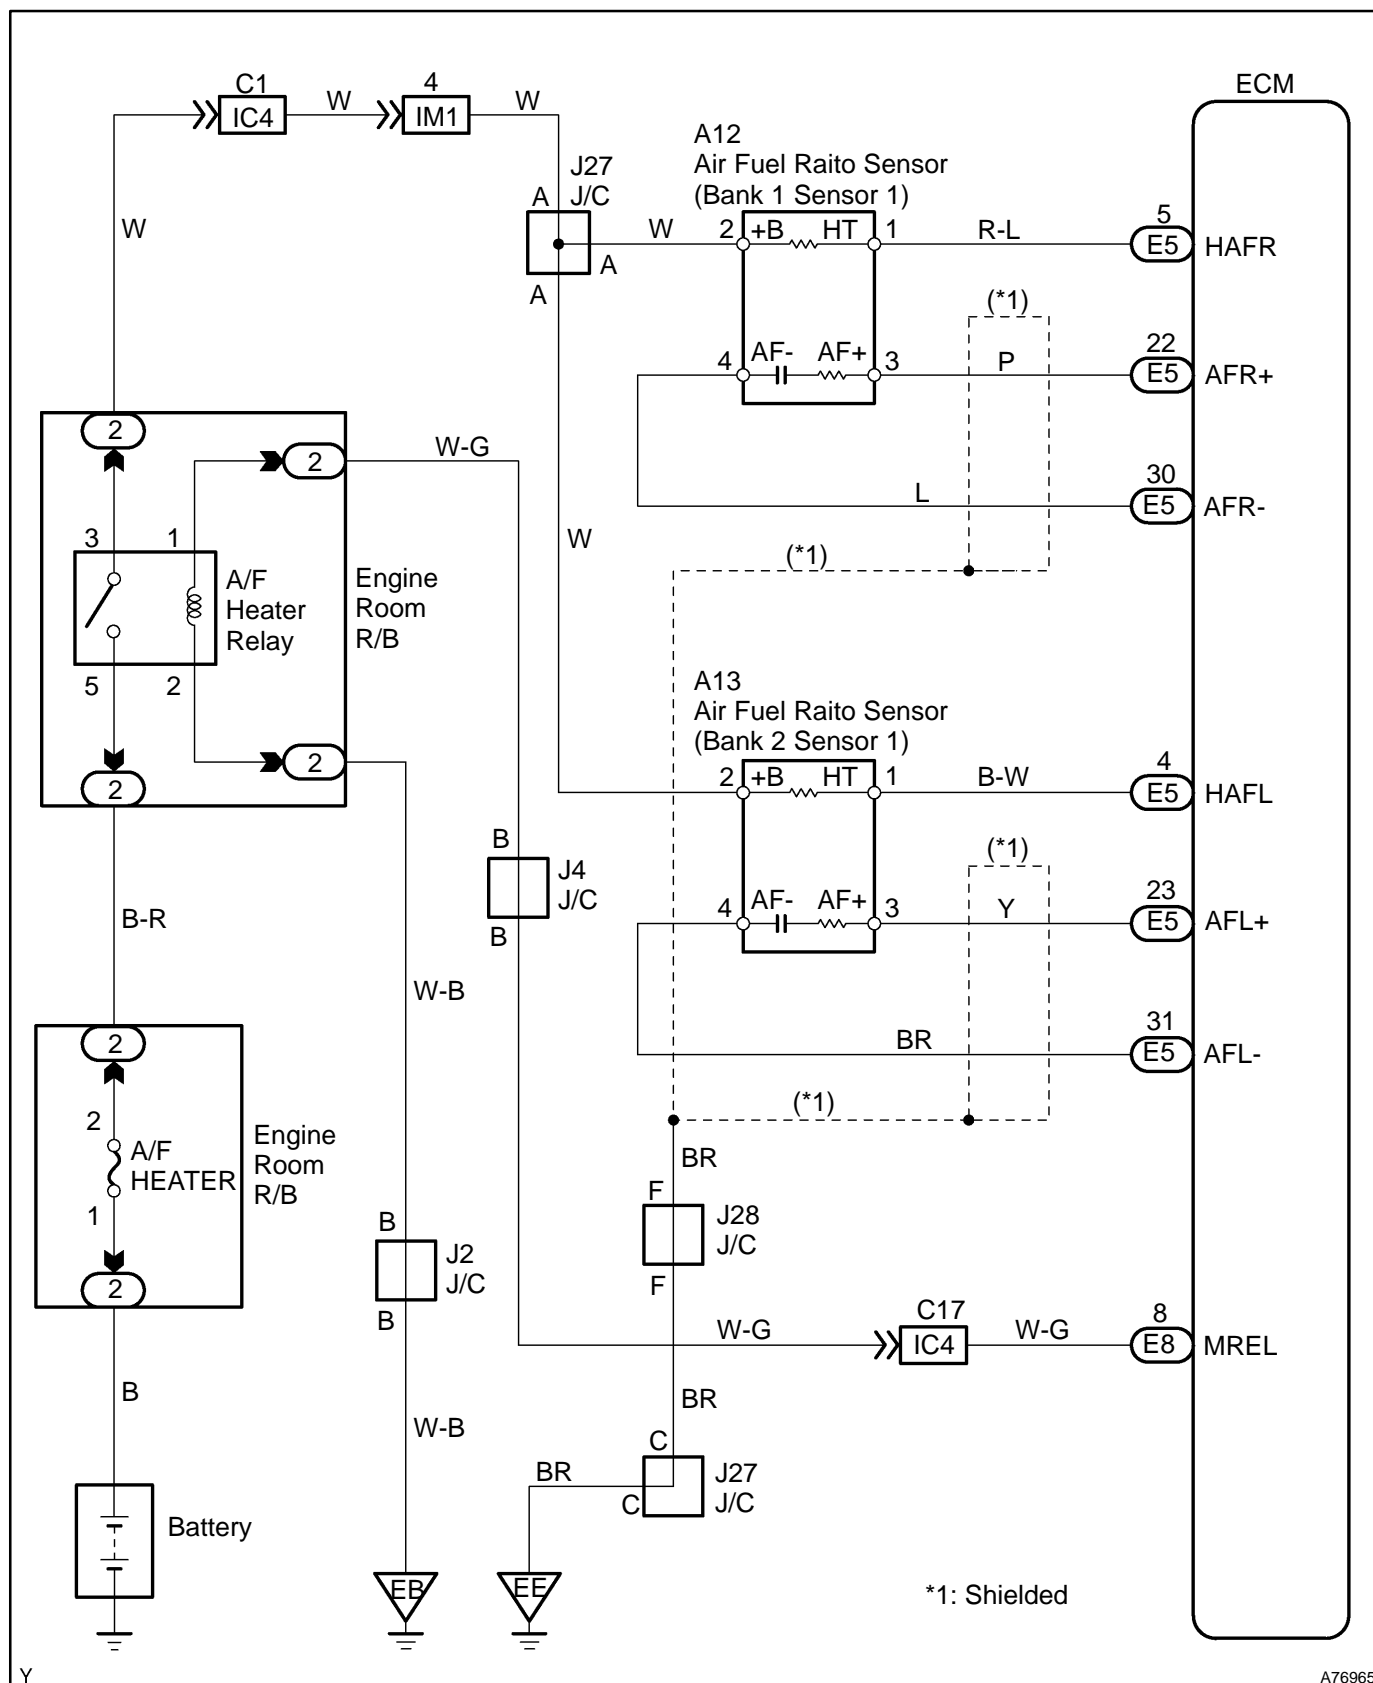 C1
IC4
W
4
IM1
W
ECM
A12
Air Fuel Raito Sensor
(Bank 1 Sensor 1)
J27
J/C
A
A
A
W
W
2
+B
HT
1
R-L
5
E5
HAFR
(*1)
4
AF-
AF+
3
P
22
E5
AFR+
L
30
E5
AFR-
(*1)
2
2
W-G
W
3
1
A/F
Heater
Relay
Engine
Room
R/B
5
2
2
2
A13
Air Fuel Raito Sensor
(Bank 2 Sensor 1)
2
+B
HT
1
B-W
4
E5
HAFL
(*1)
B
J4
J/C
B
4
AF-
AF+
3
Y
23
E5
AFL+
B-R
W-B
BR
31
E5
AFL-
(*1)
2
2
A/F
HEATER
1
2
Engine
Room
R/B
BR
F
J28
J/C
F
B
J2
J/C
B
W-G
C17
IC4
W-G
8
E8
MREL
B
W-B
BR
C
J27
J/C
C
BR
Battery
EB
EE
*1: Shielded
Y
A76965